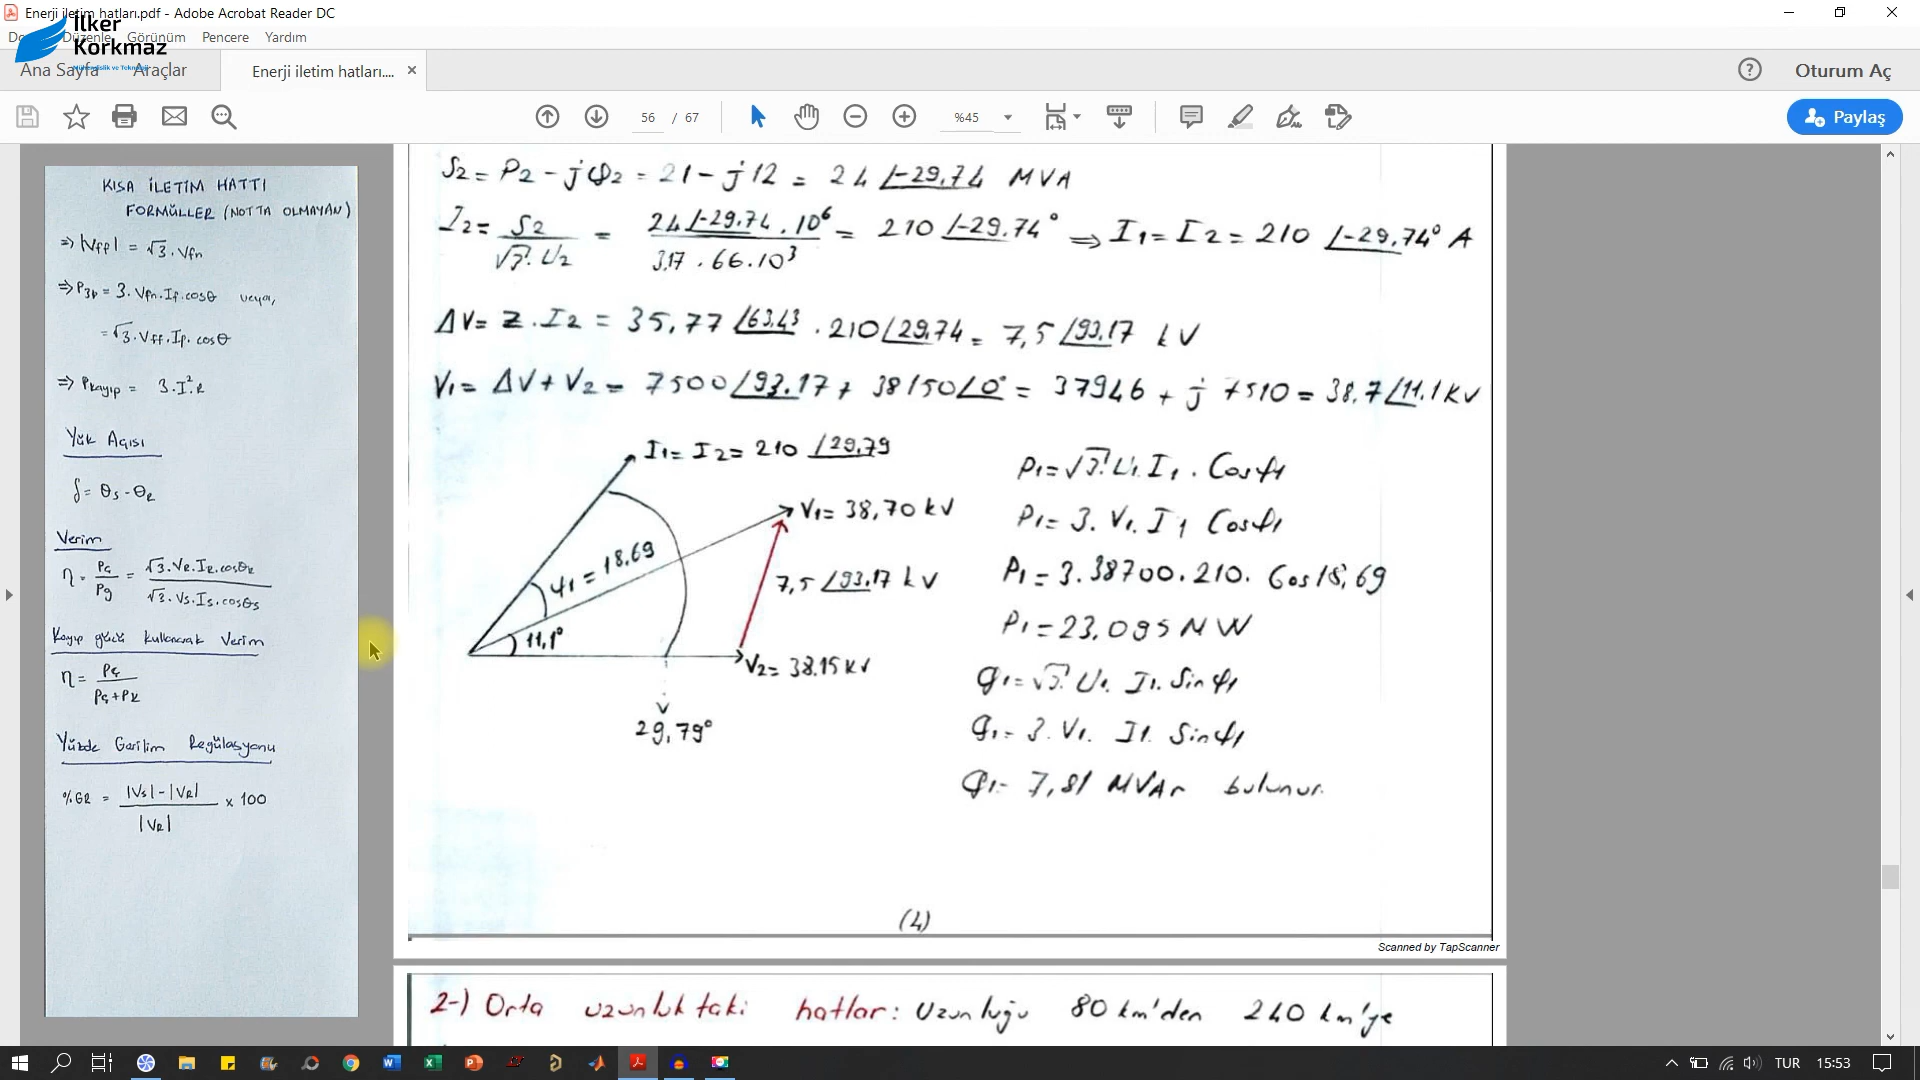 Enerji iletim hatları.pdf - Adobe Acrobat Reader DC
İlker
Korkmaz
Mühendislik ve Teknoloji
Düzenle Görünüm Pencere Yardım
Ana Sayfa Araçlar Enerji iletim hatları.... Oturum Aç
56 / 67 %45 Paylaş
KISA İLETİM HATTI
FORMÜLLER (NOTTA OLMAYAN)
⇒ |Vff| = √3 . Vfn
⇒ P3φ = 3. Vfn. If. cosθ veya,
= √3. Vff. If. cosθ
⇒ Pkayıp = 3. I². R
Yük Açısı
δ = θs - θR
Verim
η = Pç / Pg = √3. VR. IR. cosθR / √3. Vs. Is. cosθs
Kayıp gücü kullanarak Verim
η = Pç / Pç + PK
Yüzde Gerilim Regülasyonu
% GR = |Vs| - |VR| / |VR| x 100
S2 = P2 - jQ2 = 21 - j12 = 24 ∠-29,74 MVA
I2 = S2 / √3. U2 = 24∠-29.74 . 10⁶ / √3 . 66. 10³ = 210 ∠-29.74° ⇒ I1 = I2 = 210 ∠-29,74° A
ΔV = Z . I2 = 35,77 ∠63,43 . 210 ∠29,74 = 7,5 ∠93,17 kV
V1 = ΔV + V2 = 7500 ∠93.17 + 38150 ∠0° = 37946 + j 7510 = 38.7 ∠11.1 kV
I1 = I2 = 210 ∠29,79
V1 = 38,70 kV
φ1 = 18.69
7,5 ∠93,17 kV
11,1°
V2 = 38.15 kV
29,79°
P1 = √3. U1. I1 . Cosφ1
P1 = 3. V1. I1 Cosφ1
P1 = 3. 38700. 210. Cos18,69
P1 = 23,095 MW
Q1 = √3. U1. I1. Sinφ1
Q1 = 3. V1. I1. Sinφ1
Q1 = 7,81 MVAr bulunur.
(4)
Scanned by TapScanner
2-) Orta uzunluktaki hatlar: Uzunluğu 80 km'den 240 km'ye
TUR 15:53